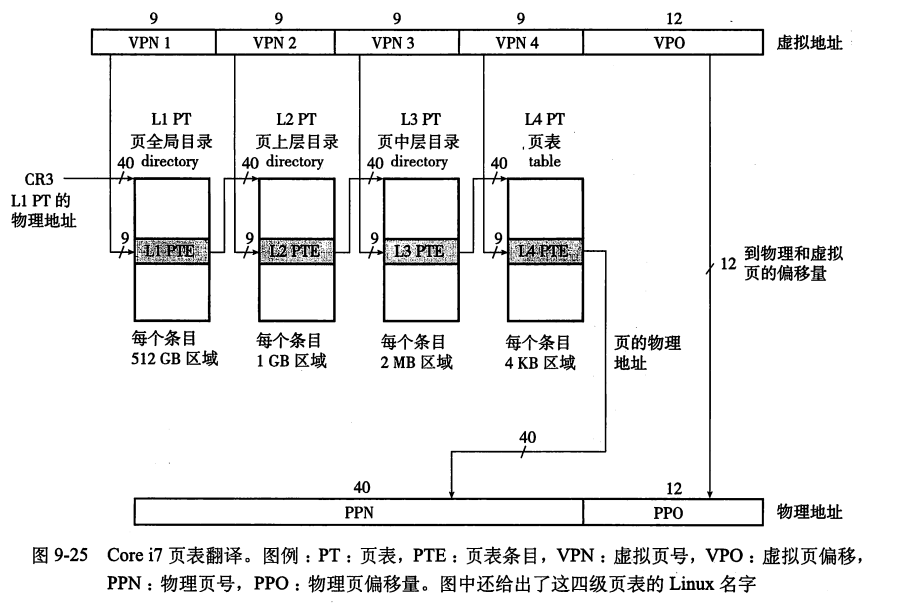 9 9 9 9 12
VPN 1 VPN 2 VPN 3 VPN 4 VPO 虚拟地址
L1 PT L2 PT L3 PT L4 PT
页全局目录 页上层目录 页中层目录 页表
40 directory 40 directory 40 directory 40 table
CR3
L1 PT 的
物理地址
9 9 9 9
L1 PTE L2 PTE L3 PTE L4 PTE
12 到物理和虚拟
页的偏移量
每个条目 每个条目 每个条目 每个条目
512 GB 区域 1 GB 区域 2 MB 区域 4 KB 区域
页的物理
地址
40
40 12
PPN PPO 物理地址
图 9-25 Core i7 页表翻译。图例：PT：页表，PTE：页表条目，VPN：虚拟页号，VPO：虚拟页偏移，
PPN：物理页号，PPO：物理页偏移量。图中还给出了这四级页表的 Linux 名字